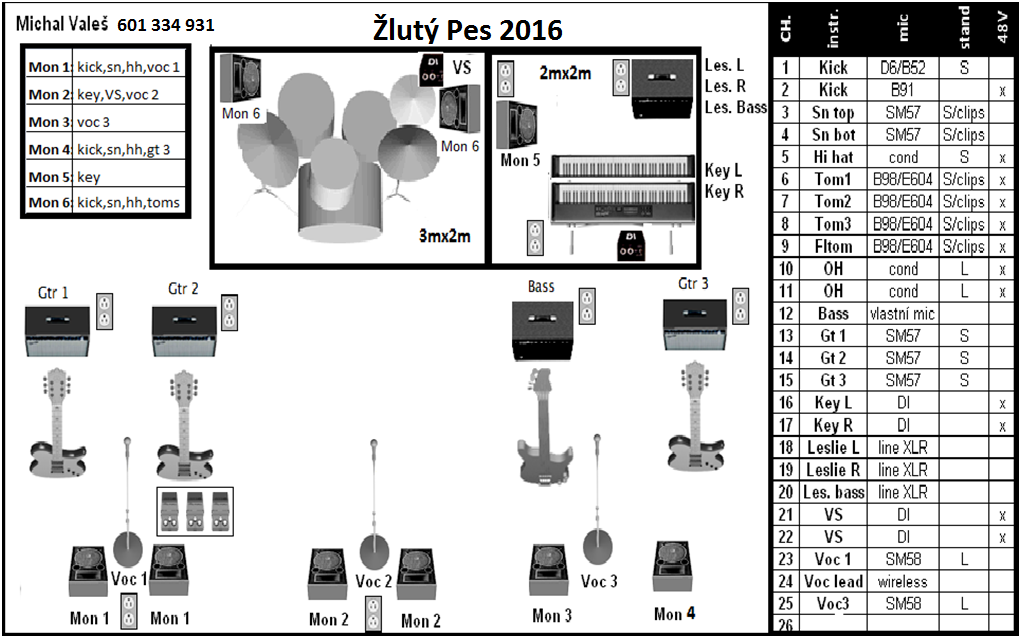 Michal Valeš 601 334 931
Žlutý Pes 2016
Mon 1: kick,sn,hh,voc 1
Mon 2: key,VS,voc 2
Mon 3: voc 3
Mon 4: kick,sn,hh,gt 3
Mon 5: key
Mon 6: kick,sn,hh,toms
Mon 6
DI
VS
Mon 6
3mx2m
2mx2m
Mon 5
DI
Les. L
Les. R
Les. Bass
Key L
Key R
Gtr 1
Gtr 2
Bass
Gtr 3
Voc 1
Voc 2
Voc 3
Mon 1
Mon 1
Mon 2
Mon 2
Mon 3
Mon 4
CH. instr. mic stand 48V
1 Kick D6/B52 S
2 Kick B91 x
3 Sn top SM57 S/clips
4 Sn bot SM57 S/clips
5 Hi hat cond S x
6 Tom1 B98/E604 S/clips x
7 Tom2 B98/E604 S/clips x
8 Tom3 B98/E604 S/clips x
9 Fltom B98/E604 S/clips x
10 OH cond L x
11 OH cond L x
12 Bass vlastní mic
13 Gt 1 SM57 S
14 Gt 2 SM57 S
15 Gt 3 SM57 S
16 Key L DI x
17 Key R DI x
18 Leslie L line XLR
19 Leslie R line XLR
20 Les. bass line XLR
21 VS DI x
22 VS DI x
23 Voc 1 SM58 L
24 Voc lead wireless
25 Voc3 SM58 L
26